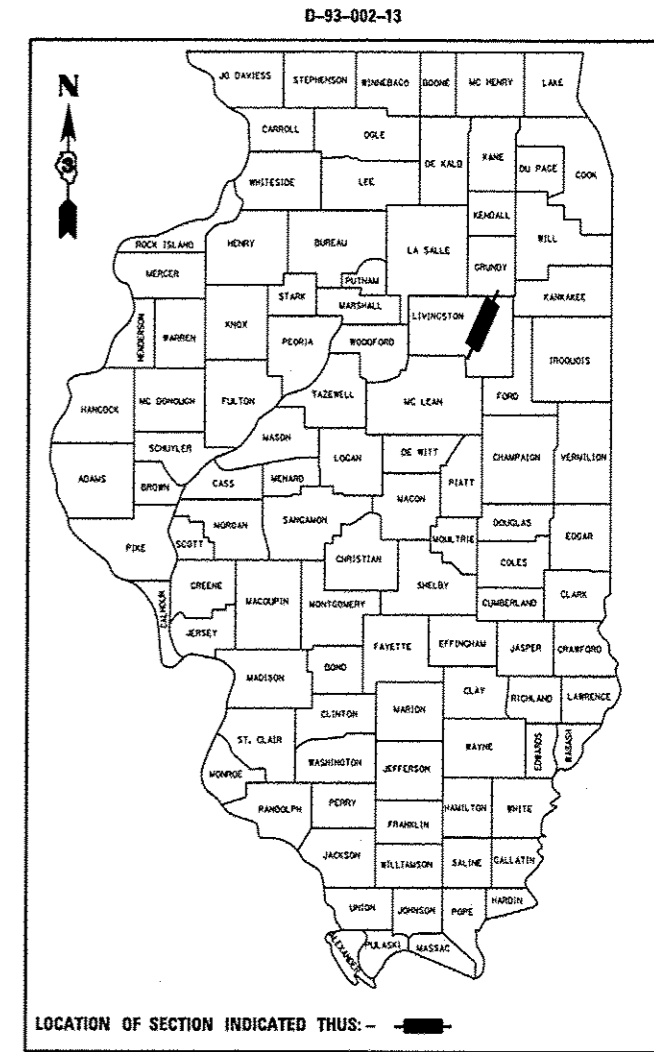 D-93-002-13
N
3
JO DAVIESS STEPHENSON WINNEBAGO BOONE MC HENRY LAKE
CARROLL OGLE DE KALB KANE DU PAGE COOK
WHITESIDE LEE KENDALL WILL
ROCK ISLAND HENRY BUREAU LA SALLE GRUNDY
MERCER STARK PUTNAM MARSHALL LIVINGSTON KANKAKEE
HENDERSON WARREN KNOX PEORIA WOODFORD IROQUOIS
HANCOCK MC DONOUGH FULTON TAZEWELL MC LEAN FORD
SCHUYLER MASON LOGAN DE WITT CHAMPAIGN VERMILION
ADAMS BROWN CASS MENARD MACON PIATT
PIKE SCOTT MORGAN SANGAMON CHRISTIAN MOULTRIE DOUGLAS EDGAR
COLES
CALHOUN GREENE MACOUPIN MONTGOMERY SHELBY CUMBERLAND CLARK
JERSEY FAYETTE EFFINGHAM JASPER CRAWFORD
MADISON BOND CLAY RICHLAND LAWRENCE
CLINTON MARION
ST. CLAIR WASHINGTON JEFFERSON WAYNE EDWARDS WABASH
MONROE
RANDOLPH PERRY HAMILTON WHITE
FRANKLIN
JACKSON WILLIAMSON SALINE GALLATIN
UNION JOHNSON POPE HARDIN
ALEXANDER PULASKI MASSAC
LOCATION OF SECTION INDICATED THUS: -